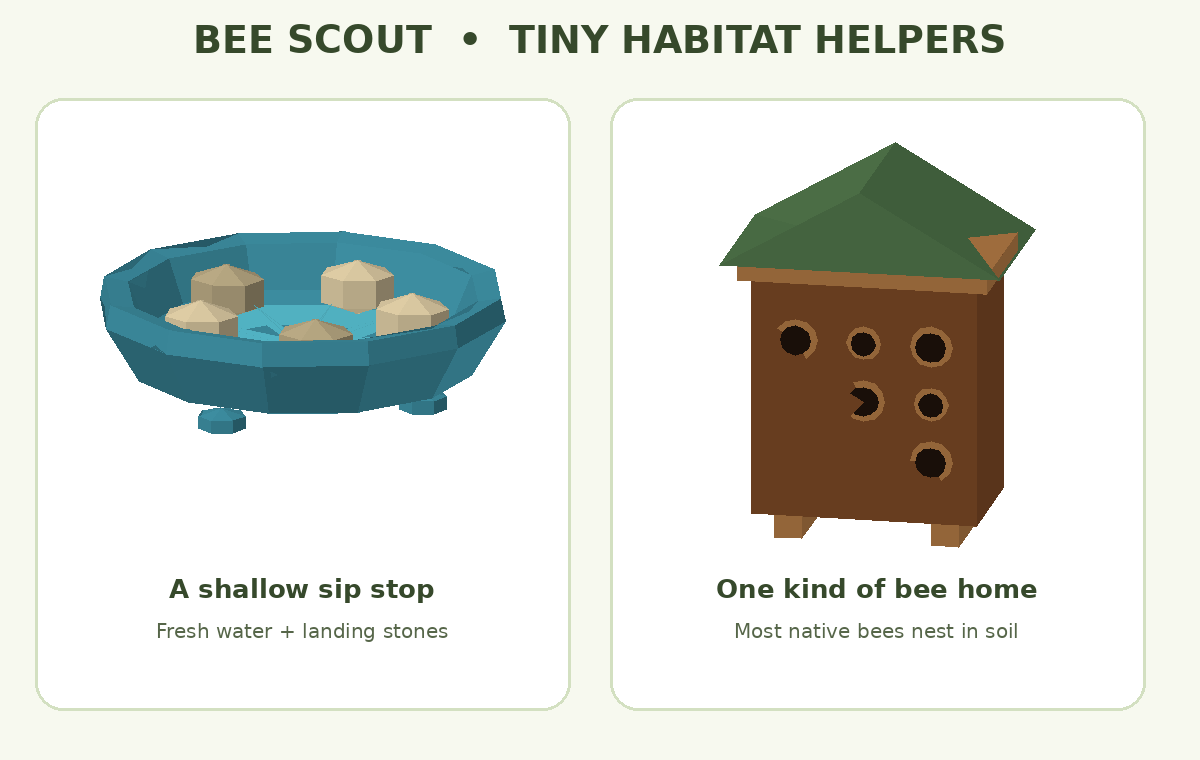 BEE SCOUT • TINY HABITAT HELPERS
A shallow sip stop
Fresh water + landing stones
One kind of bee home
Most native bees nest in soil